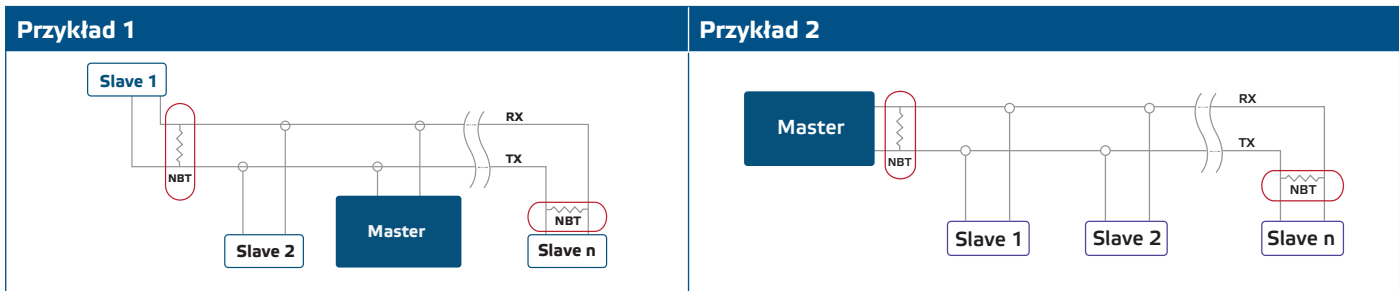 Przykład 1
Slave 1
RX
TX
NBT
NBT
Master
Slave 2
Slave n
Przykład 2
Master
RX
TX
NBT
NBT
Slave 1
Slave 2
Slave n